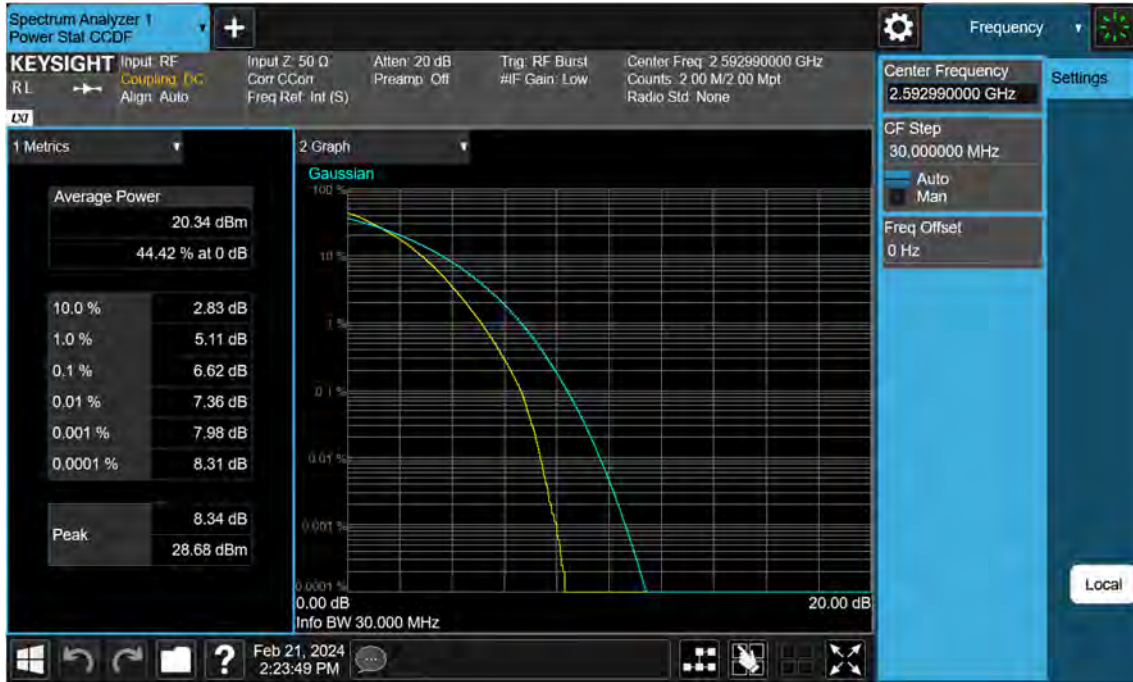 Spectrum Analyzer 1
Power Stat CCDF
+
Frequency
KEYSIGHT
RL
LXI
Input: RF
Coupling: DC
Align: Auto
Input Z: 50 Ω
Corr CCorr
Freq Ref: Int (S)
Atten: 20 dB
Preamp: Off
Trig: RF Burst
#IF Gain: Low
Center Freq: 2.592990000 GHz
Counts: 2.00 M/2.00 Mpt
Radio Std: None
Center Frequency
2.592990000 GHz
Settings
CF Step
30.000000 MHz
Auto
Man
Freq Offset
0 Hz
1 Metrics
Average Power
20.34 dBm
44.42 % at 0 dB
10.0 % 2.83 dB
1.0 % 5.11 dB
0.1 % 6.62 dB
0.01 % 7.36 dB
0.001 % 7.98 dB
0.0001 % 8.31 dB
Peak 8.34 dB
28.68 dBm
2 Graph
Gaussian
100 %
10 %
1 %
0.1 %
0.01 %
0.001 %
0.0001 %
0.00 dB 20.00 dB
Info BW 30.000 MHz
Local
?
Feb 21, 2024
2:23:49 PM